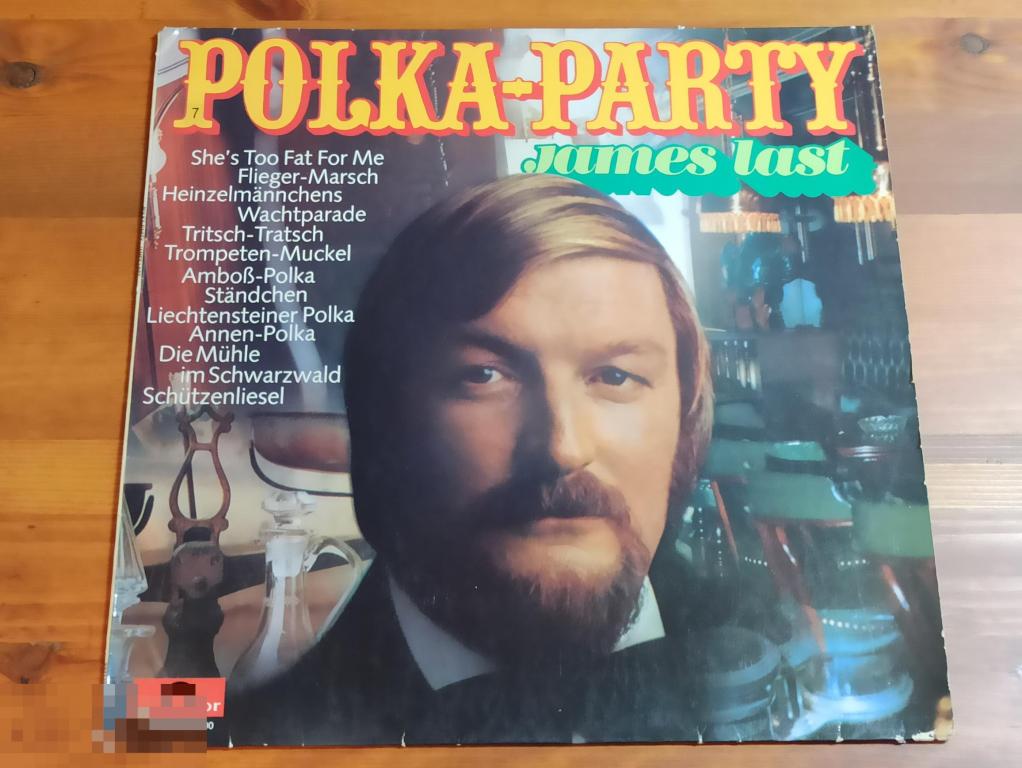 POLKA-PARTY
7
james last
She's Too Fat For Me
Flieger-Marsch
Heinzelmännchens
Wachtparade
Tritsch-Tratsch
Trompeten-Muckel
Amboß-Polka
Ständchen
Liechtensteiner Polka
Annen-Polka
Die Mühle
im Schwarzwald
Schützenliesel